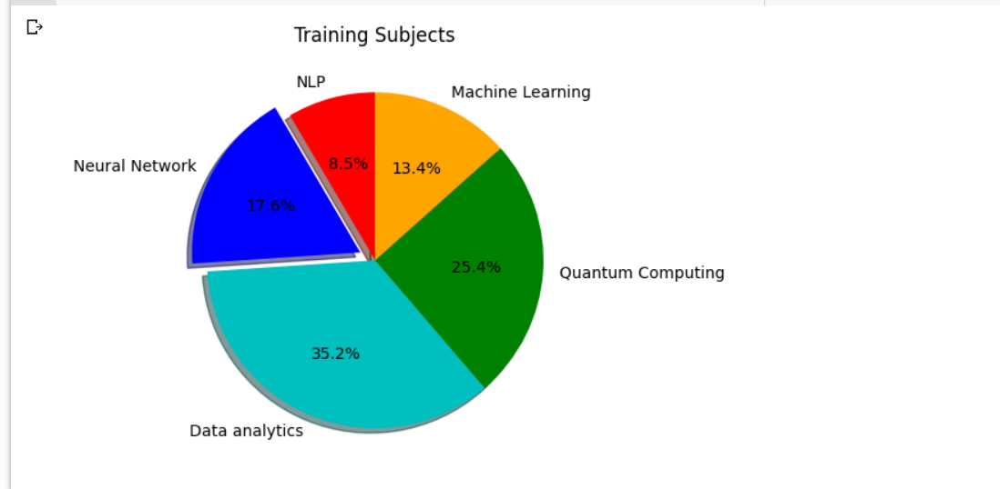 Training Subjects
NLP
Machine Learning
Neural Network
8.5%
13.4%
17.6%
25.4%
Quantum Computing
35.2%
Data analytics